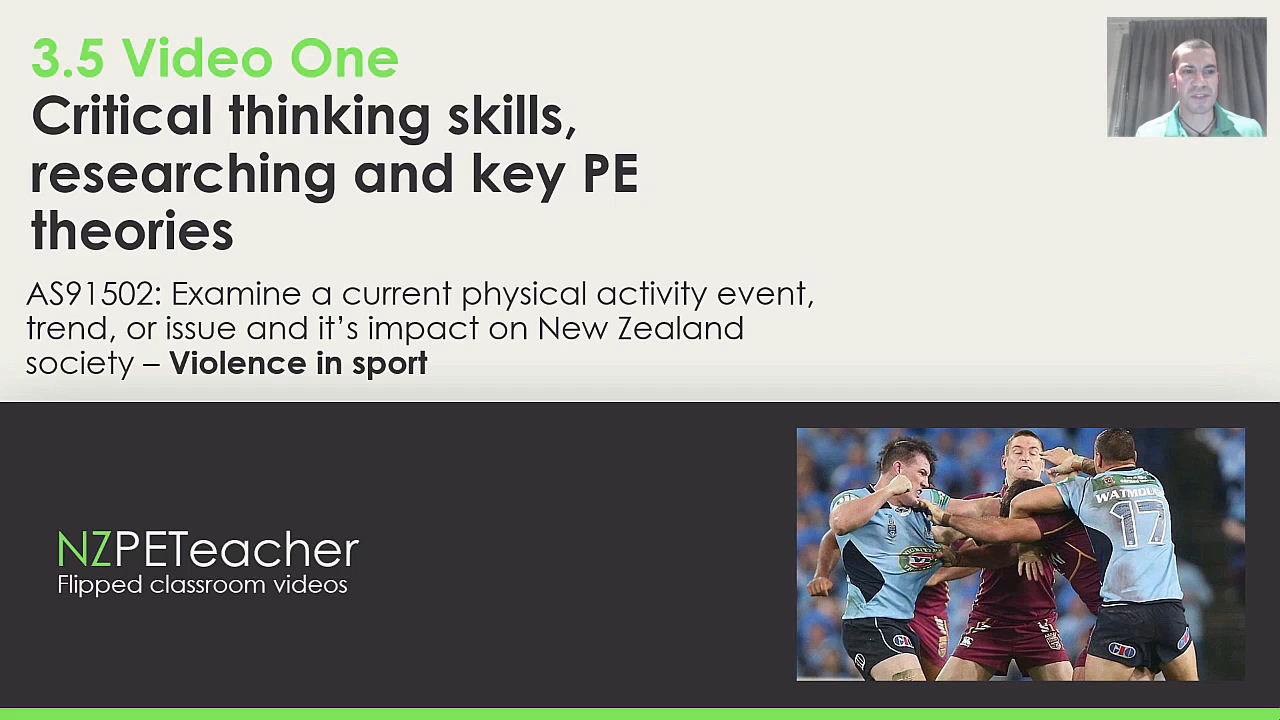 3.5 Video One
Critical thinking skills,
researching and key PE
theories
AS91502: Examine a current physical activity event,
trend, or issue and it’s impact on New Zealand
society – Violence in sport
NZPETeacher
Flipped classroom videos
17